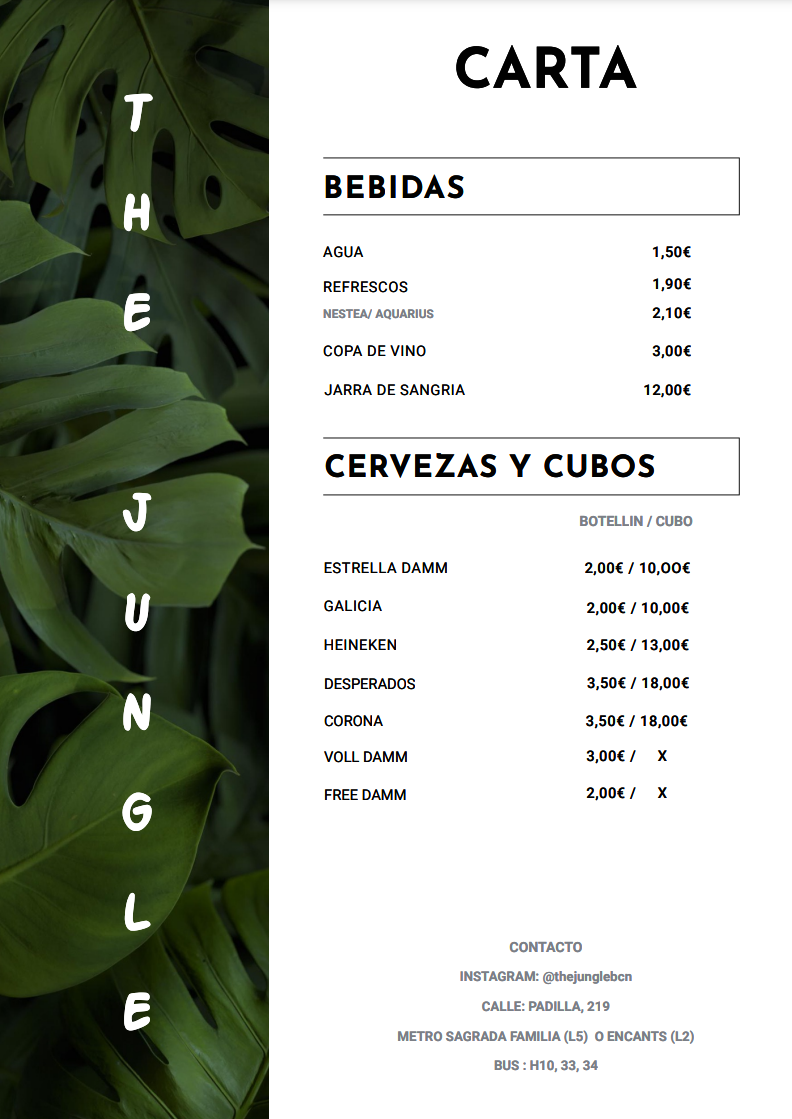 THE JUNGLE
CARTA
BEBIDAS
AGUA 1,50€
REFRESCOS 1,90€
NESTEA/ AQUARIUS 2,10€
COPA DE VINO 3,00€
JARRA DE SANGRIA 12,00€
CERVEZAS Y CUBOS
BOTELLIN / CUBO
ESTRELLA DAMM 2,00€ / 10,OO€
GALICIA 2,00€ / 10,00€
HEINEKEN 2,50€ / 13,00€
DESPERADOS 3,50€ / 18,00€
CORONA 3,50€ / 18,00€
VOLL DAMM 3,00€ / X
FREE DAMM 2,00€ / X
CONTACTO
INSTAGRAM: @thejunglebcn
CALLE: PADILLA, 219
METRO SAGRADA FAMILIA (L5) O ENCANTS (L2)
BUS : H10, 33, 34